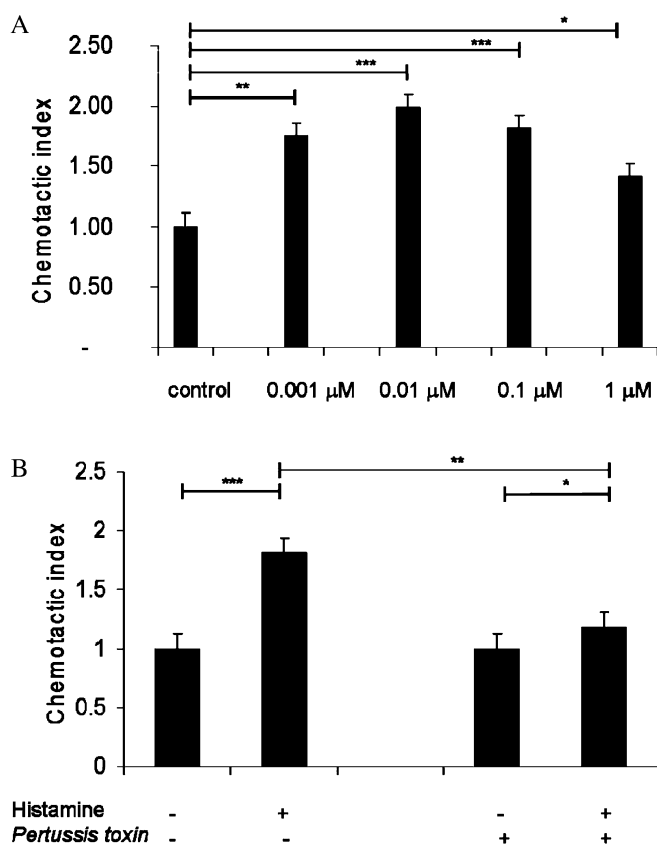 A
Chemotactic index
2.50
2.00
1.50
1.00
0.50
-
*
***
***
**
control 0.001 µM 0.01 µM 0.1 µM 1 µM
B
Chemotactic index
2.5
2
1.5
1
0.5
0
**
***
*
Histamine - + - +
Pertussis toxin - - + +